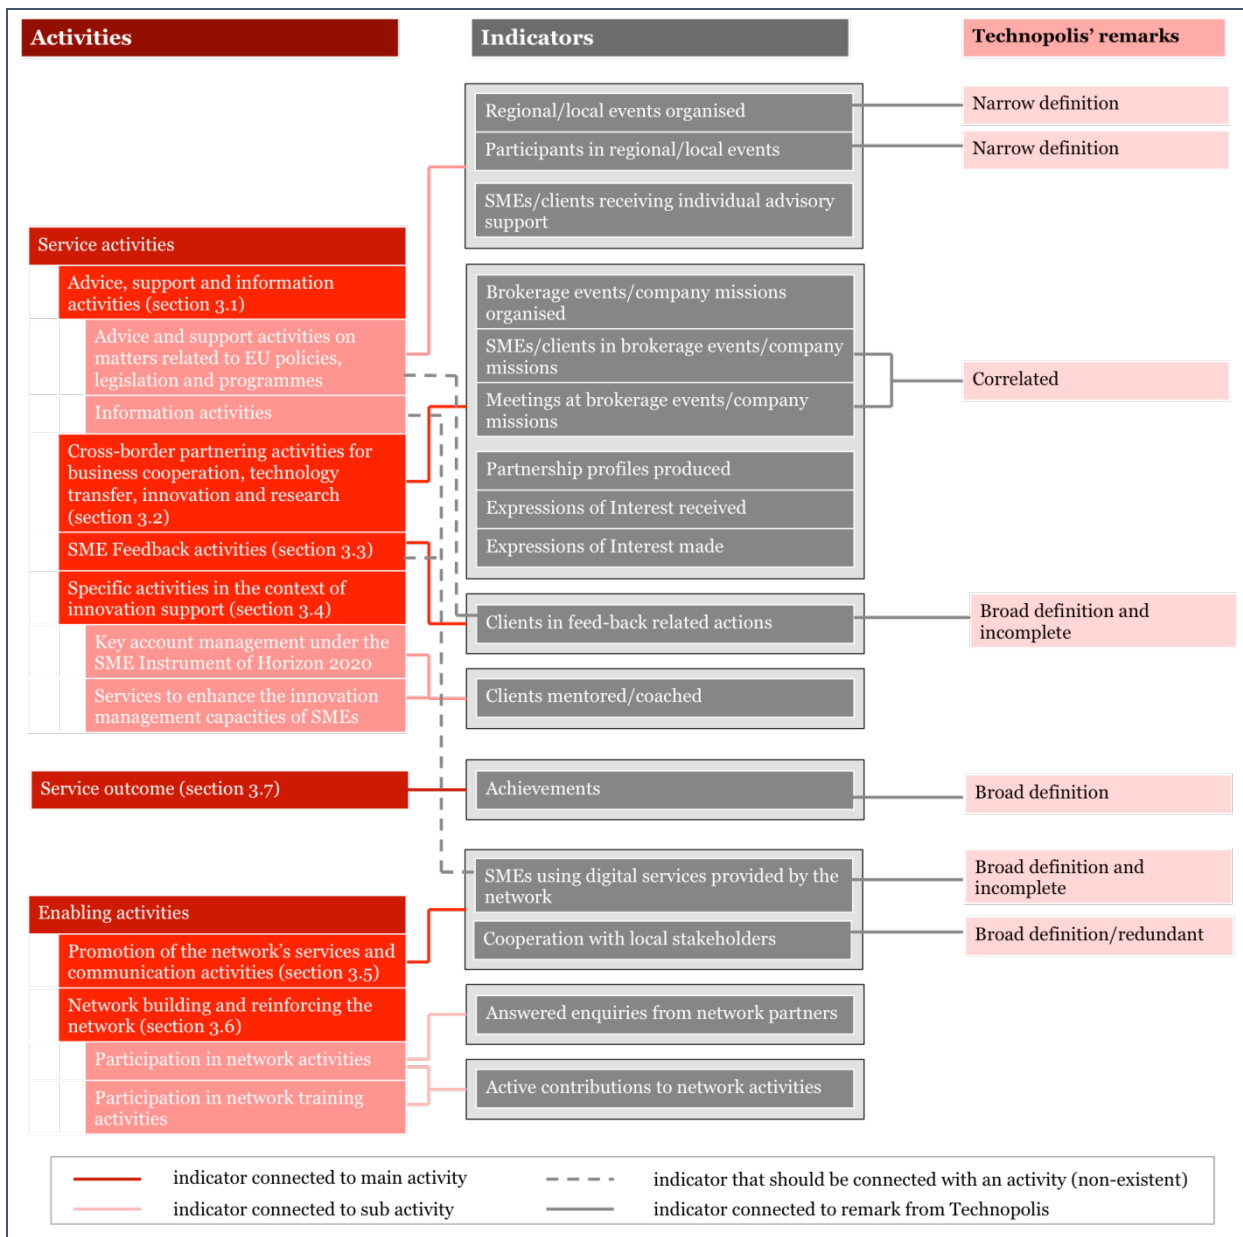 Activities
Indicators
Technopolis’ remarks
Service activities
Advice, support and information
activities (section 3.1)
Advice and support activities on
matters related to EU policies,
legislation and programmes
Information activities
Cross-border partnering activities for
business cooperation, technology
transfer, innovation and research
(section 3.2)
SME Feedback activities (section 3.3)
Specific activities in the context of
innovation support (section 3.4)
Key account management under the
SME Instrument of Horizon 2020
Services to enhance the innovation
management capacities of SMEs
Service outcome (section 3.7)
Enabling activities
Promotion of the network’s services and
communication activities (section 3.5)
Network building and reinforcing the
network (section 3.6)
Participation in network activities
Participation in network training
activities
Regional/local events organised
Participants in regional/local events
SMEs/clients receiving individual advisory
support
Brokerage events/company missions
organised
SMEs/clients in brokerage events/company
missions
Meetings at brokerage events/company
missions
Partnership profiles produced
Expressions of Interest received
Expressions of Interest made
Clients in feed-back related actions
Clients mentored/coached
Achievements
SMEs using digital services provided by the
network
Cooperation with local stakeholders
Answered enquiries from network partners
Active contributions to network activities
Narrow definition
Narrow definition
Correlated
Broad definition and
incomplete
Broad definition
Broad definition and
incomplete
Broad definition/redundant
indicator connected to main activity
indicator connected to sub activity
indicator that should be connected with an activity (non-existent)
indicator connected to remark from Technopolis